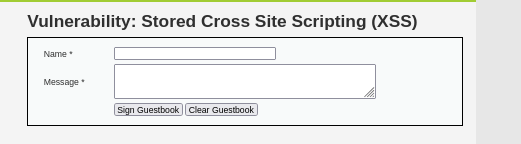 Vulnerability: Stored Cross Site Scripting (XSS)
Name *
Message *
Sign Guestbook Clear Guestbook